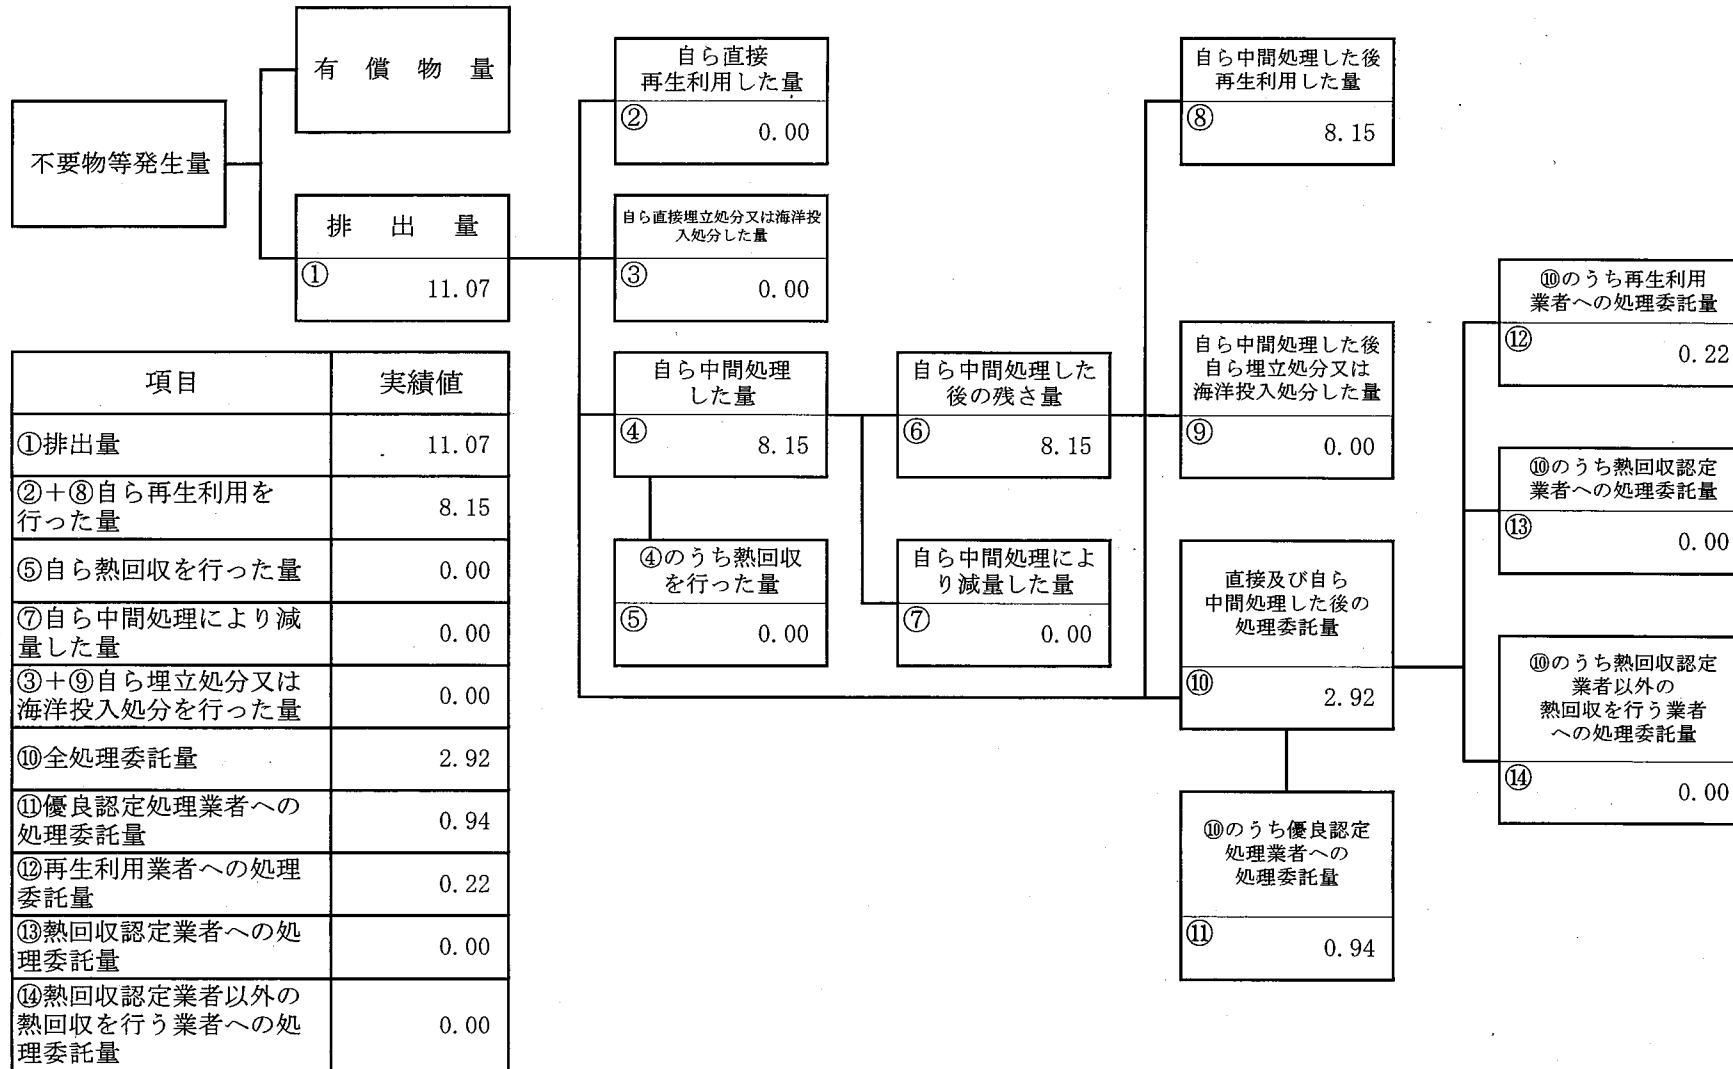 有償物量
不要物等発生量
排出量
①
11.07
自ら直接
再生利用した量
②
0.00
自ら直接埋立処分又は海洋投
入処分した量
③
0.00
自ら中間処理
した量
④
8.15
④のうち熱回収
を行った量
⑤
0.00
自ら中間処理した
後の残さ量
⑥
8.15
自ら中間処理によ
り減量した量
⑦
0.00
自ら中間処理した後
再生利用した量
⑧
8.15
自ら中間処理した後
自ら埋立処分又は
海洋投入処分した量
⑨
0.00
直接及び自ら
中間処理した後の
処理委託量
⑩
2.92
⑩のうち優良認定
処理業者への
処理委託量
⑪
0.94
⑩のうち再生利用
業者への処理委託量
⑫
0.22
⑩のうち熱回収認定
業者への処理委託量
⑬
0.00
⑩のうち熱回収認定
業者以外の
熱回収を行う業者
への処理委託量
⑭
0.00
項目 実績値
①排出量 11.07
②+⑧自ら再生利用を
行った量 8.15
⑤自ら熱回収を行った量 0.00
⑦自ら中間処理により減
量した量 0.00
③+⑨自ら埋立処分又は
海洋投入処分を行った量 0.00
⑩全処理委託量 2.92
⑪優良認定処理業者への
処理委託量 0.94
⑫再生利用業者への処理
委託量 0.22
⑬熱回収認定業者への処
理委託量 0.00
⑭熱回収認定業者以外の
熱回収を行う業者への処 0.00
理委託量